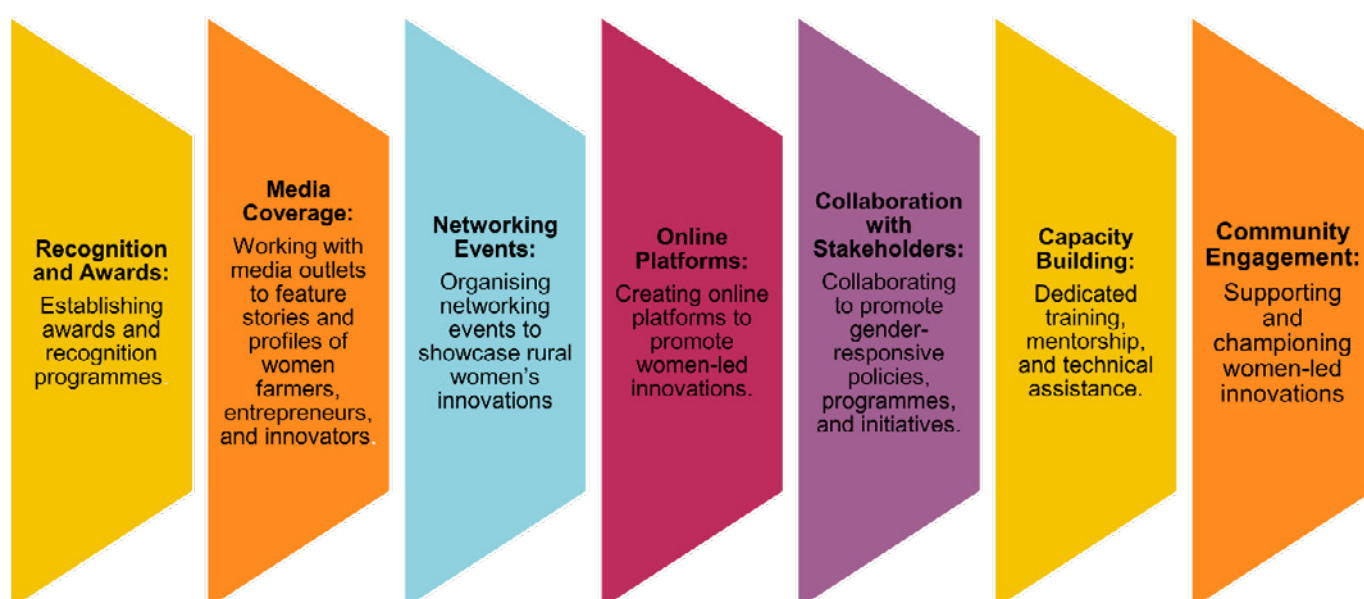 Recognition
and Awards:
Establishing
awards and
recognition
programmes
Media
Coverage:
Working with
media outlets
to feature
stories and
profiles of
women
farmers,
entrepreneurs,
and innovators.
Networking
Events:
Organising
networking
events to
showcase rural
women's
innovations
Online
Platforms:
Creating online
platforms to
promote
women-led
innovations.
Collaboration
with
Stakeholders:
Collaborating
to promote
gender-
responsive
policies,
programmes,
and initiatives.
Capacity
Building:
Dedicated
training,
mentorship,
and technical
assistance.
Community
Engagement:
Supporting
and
championing
women-led
innovations